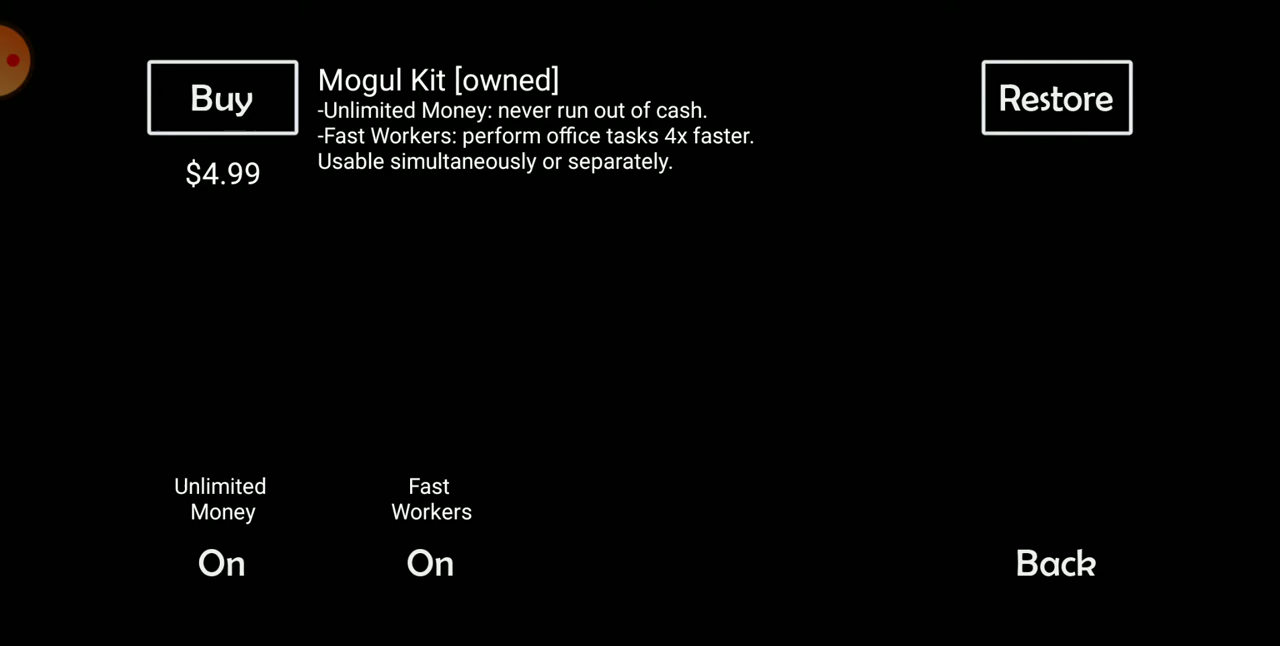 Buy
$4.99
Mogul Kit [owned]
-Unlimited Money: never run out of cash.
-Fast Workers: perform office tasks 4x faster.
Usable simultaneously or separately.
Restore
Unlimited
Money
On
Fast
Workers
On
Back